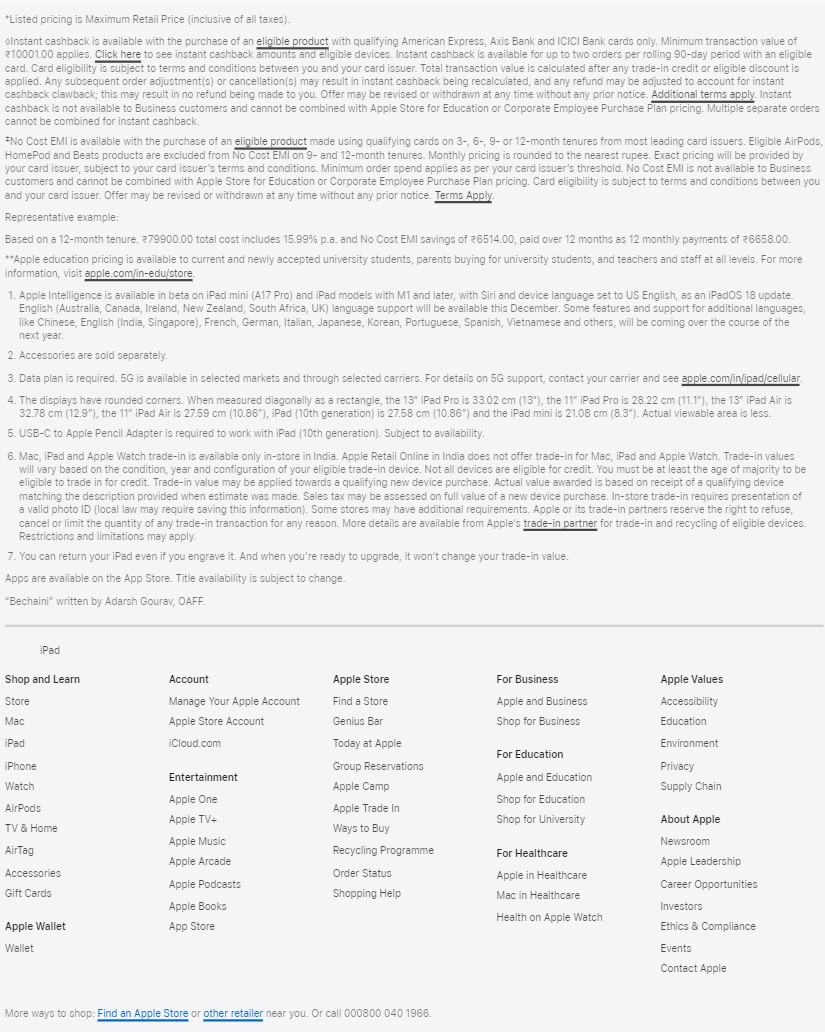 *Listed pricing is Maximum Retail Price (inclusive of all taxes).
◊Instant cashback is available with the purchase of an eligible product with qualifying American Express, Axis Bank and ICICI Bank cards only. Minimum transaction value of
₹10001.00 applies. Click here to see instant cashback amounts and eligible devices. Instant cashback is available for up to two orders per rolling 90-day period with an eligible
card. Card eligibility is subject to terms and conditions between you and your card issuer. Total transaction value is calculated after any trade-in credit or eligible discount is
applied. Any subsequent order adjustment(s) or cancellation(s) may result in instant cashback being recalculated, and any refund may be adjusted to account for instant
cashback clawback; this may result in no refund being made to you. Offer may be revised or withdrawn at any time without any prior notice. Additional terms apply. Instant
cashback is not available to Business customers and cannot be combined with Apple Store for Education or Corporate Employee Purchase Plan pricing. Multiple separate orders
cannot be combined for instant cashback.
‡No Cost EMI is available with the purchase of an eligible product made using qualifying cards on 3-, 6-, 9- or 12-month tenures from most leading card issuers. Eligible AirPods,
HomePod and Beats products are excluded from No Cost EMI on 9- and 12-month tenures. Monthly pricing is rounded to the nearest rupee. Exact pricing will be provided by
your card issuer, subject to your card issuer's terms and conditions. Minimum order spend applies as per your card issuer's threshold. No Cost EMI is not available to Business
customers and cannot be combined with Apple Store for Education or Corporate Employee Purchase Plan pricing. Card eligibility is subject to terms and conditions between you
and your card issuer. Offer may be revised or withdrawn at any time without any prior notice. Terms Apply.
Representative example:
Based on a 12-month tenure. ₹79900.00 total cost includes 15.99% p.a. and No Cost EMI savings of ₹6514.00, paid over 12 months as 12 monthly payments of ₹6658.00.
**Apple education pricing is available to current and newly accepted university students, parents buying for university students, and teachers and staff at all levels. For more
information, visit apple.com/in-edu/store.
1. Apple Intelligence is available in beta on iPad mini (A17 Pro) and iPad models with M1 and later, with Siri and device language set to US English, as an iPadOS 18 update.
English (Australia, Canada, Ireland, New Zealand, South Africa, UK) language support will be available this December. Some features and support for additional languages,
like Chinese, English (India, Singapore), French, German, Italian, Japanese, Korean, Portuguese, Spanish, Vietnamese and others, will be coming over the course of the
next year.
2. Accessories are sold separately.
3. Data plan is required. 5G is available in selected markets and through selected carriers. For details on 5G support, contact your carrier and see apple.com/in/ipad/cellular.
4. The displays have rounded corners. When measured diagonally as a rectangle, the 13″ iPad Pro is 33.02 cm (13″), the 11″ iPad Pro is 28.22 cm (11.1″), the 13″ iPad Air is
32.78 cm (12.9″), the 11″ iPad Air is 27.59 cm (10.86″), iPad (10th generation) is 27.58 cm (10.86″) and the iPad mini is 21.08 cm (8.3″). Actual viewable area is less.
5. USB-C to Apple Pencil Adapter is required to work with iPad (10th generation). Subject to availability.
6. Mac, iPad and Apple Watch trade-in is available only in-store in India. Apple Retail Online in India does not offer trade-in for Mac, iPad and Apple Watch. Trade-in values
will vary based on the condition, year and configuration of your eligible trade-in device. Not all devices are eligible for credit. You must be at least the age of majority to be
eligible to trade in for credit. Trade-in value may be applied towards a qualifying new device purchase. Actual value awarded is based on receipt of a qualifying device
matching the description provided when estimate was made. Sales tax may be assessed on full value of a new device purchase. In-store trade-in requires presentation of
a valid photo ID (local law may require saving this information). Some stores may have additional requirements. Apple or its trade-in partners reserve the right to refuse,
cancel or limit the quantity of any trade-in transaction for any reason. More details are available from Apple's trade-in partner for trade-in and recycling of eligible devices.
Restrictions and limitations may apply.
7. You can return your iPad even if you engrave it. And when you're ready to upgrade, it won't change your trade-in value.
Apps are available on the App Store. Title availability is subject to change.
"Bechaini" written by Adarsh Gourav, OAFF.
iPad
Shop and Learn
Store
Mac
iPad
iPhone
Watch
AirPods
TV & Home
AirTag
Accessories
Gift Cards
Apple Wallet
Wallet
Account
Manage Your Apple Account
Apple Store Account
iCloud.com
Entertainment
Apple One
Apple TV+
Apple Music
Apple Arcade
Apple Podcasts
Apple Books
App Store
Apple Store
Find a Store
Genius Bar
Today at Apple
Group Reservations
Apple Camp
Apple Trade In
Ways to Buy
Recycling Programme
Order Status
Shopping Help
For Business
Apple and Business
Shop for Business
For Education
Apple and Education
Shop for Education
Shop for University
For Healthcare
Apple in Healthcare
Mac in Healthcare
Health on Apple Watch
Apple Values
Accessibility
Education
Environment
Privacy
Supply Chain
About Apple
Newsroom
Apple Leadership
Career Opportunities
Investors
Ethics & Compliance
Events
Contact Apple
More ways to shop: Find an Apple Store or other retailer near you. Or call 000800 040 1966.